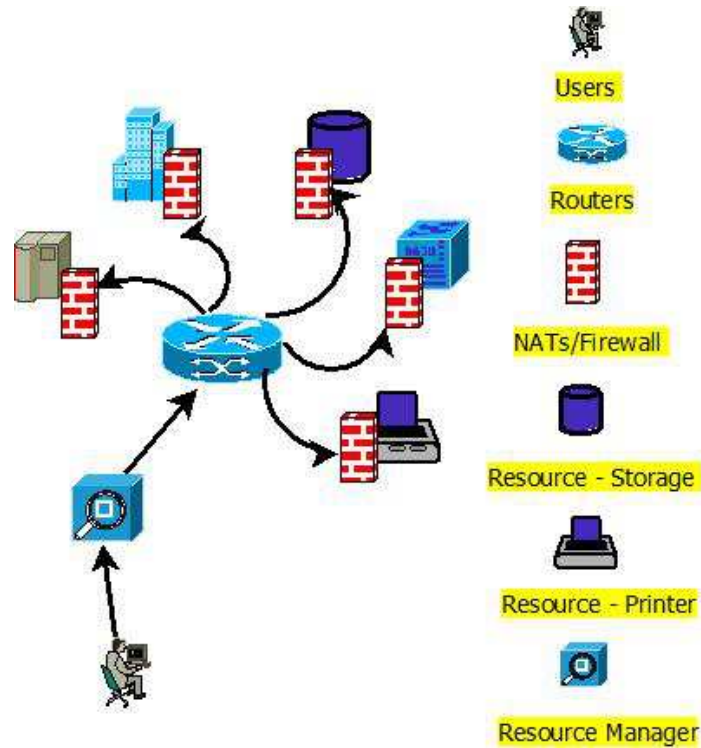 Users
Routers
NATs/Firewall
Resource - Storage
Resource - Printer
Resource Manager